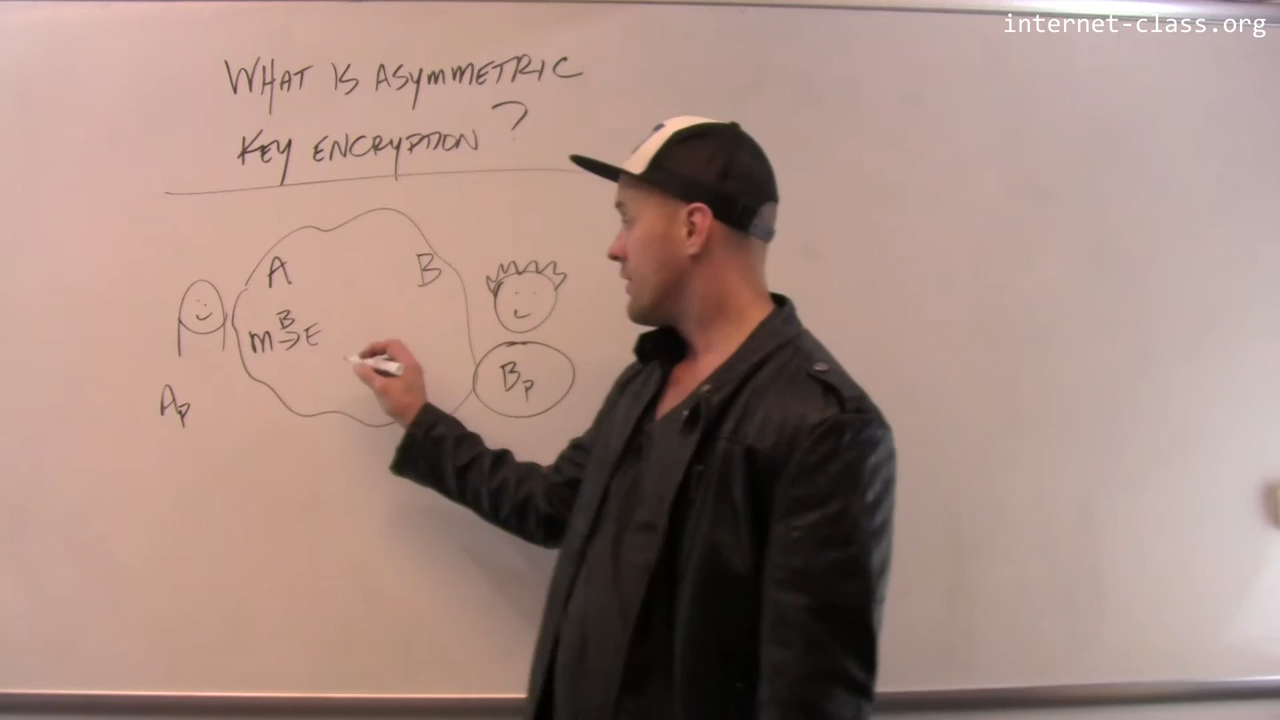 internet-class.org
WHAT IS ASYMMETRIC
KEY ENCRYPTION ?
A
B
B
m → E
Bp
Ap